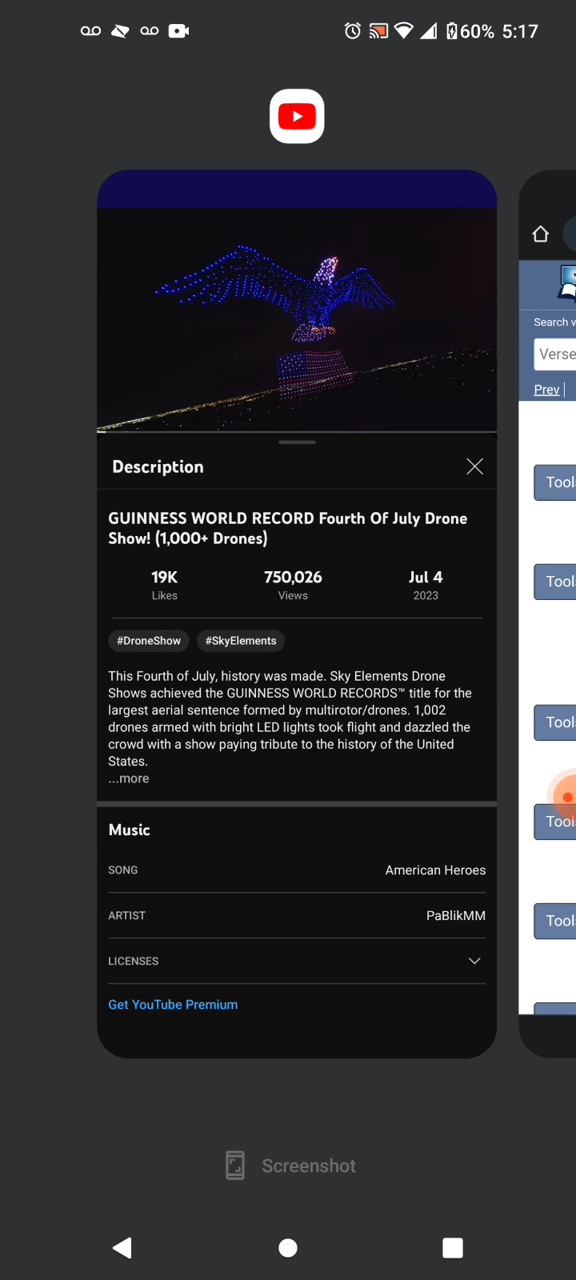 60% 5:17
Description
GUINNESS WORLD RECORD Fourth Of July Drone
Show! (1,000+ Drones)
19K
Likes
750,026
Views
Jul 4
2023
#DroneShow
#SkyElements
This Fourth of July, history was made. Sky Elements Drone
Shows achieved the GUINNESS WORLD RECORDS™ title for the
largest aerial sentence formed by multirotor/drones. 1,002
drones armed with bright LED lights took flight and dazzled the
crowd with a show paying tribute to the history of the United
States.
...more
Music
SONG
American Heroes
ARTIST
PaBlikMM
LICENSES
Get YouTube Premium
Search
Verse
Prev |
Tool
Tool
Tool
Tool
Tool
Screenshot